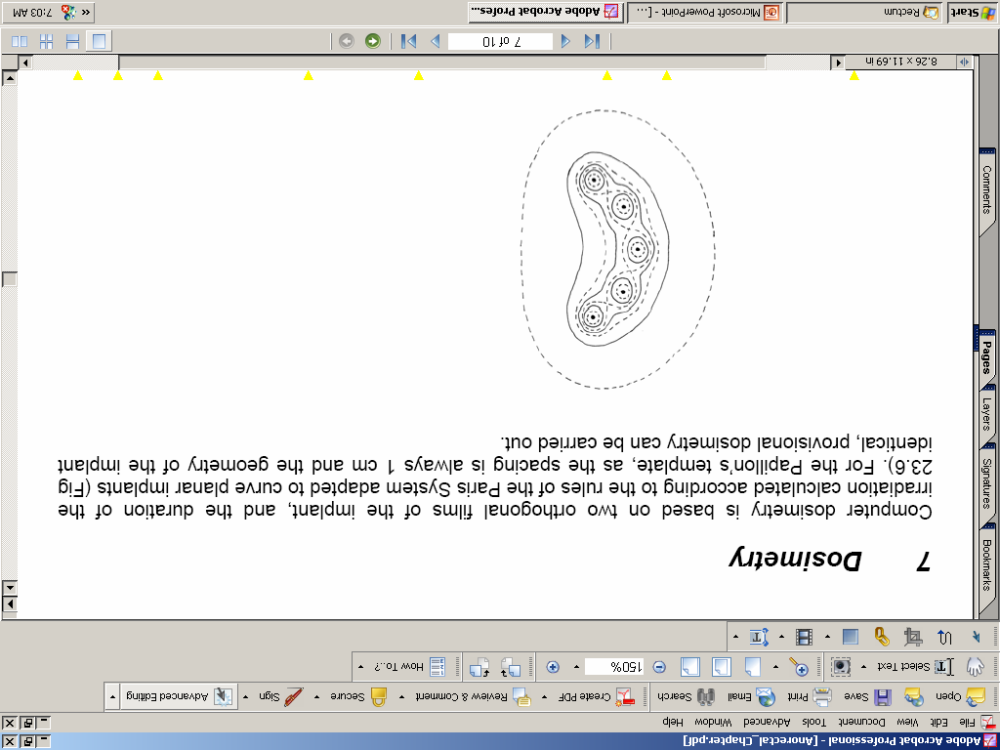 Adobe Acrobat Professional - [Anorectal_Chapter.pdf]
File Edit View Document Tools Advanced Window Help
Open Save Print Email Search Create PDF Review & Comment Secure Sign Advanced Editing
Select Text 150% How To..?
Bookmarks
Signatures
Layers
Pages
Comments
7 Dosimetry
Computer dosimetry is based on two orthogonal films of the implant, and the duration of the
irradiation calculated according to the rules of the Paris System adapted to curve planar implants (Fig
23.6). For the Papillon's template, as the spacing is always 1 cm and the geometry of the implant
identical, provisional dosimetry can be carried out.
8.26 x 11.69 in
7 of 10
Start Rectum Microsoft PowerPoint - [... Adobe Acrobat Profes... « 7:03 AM